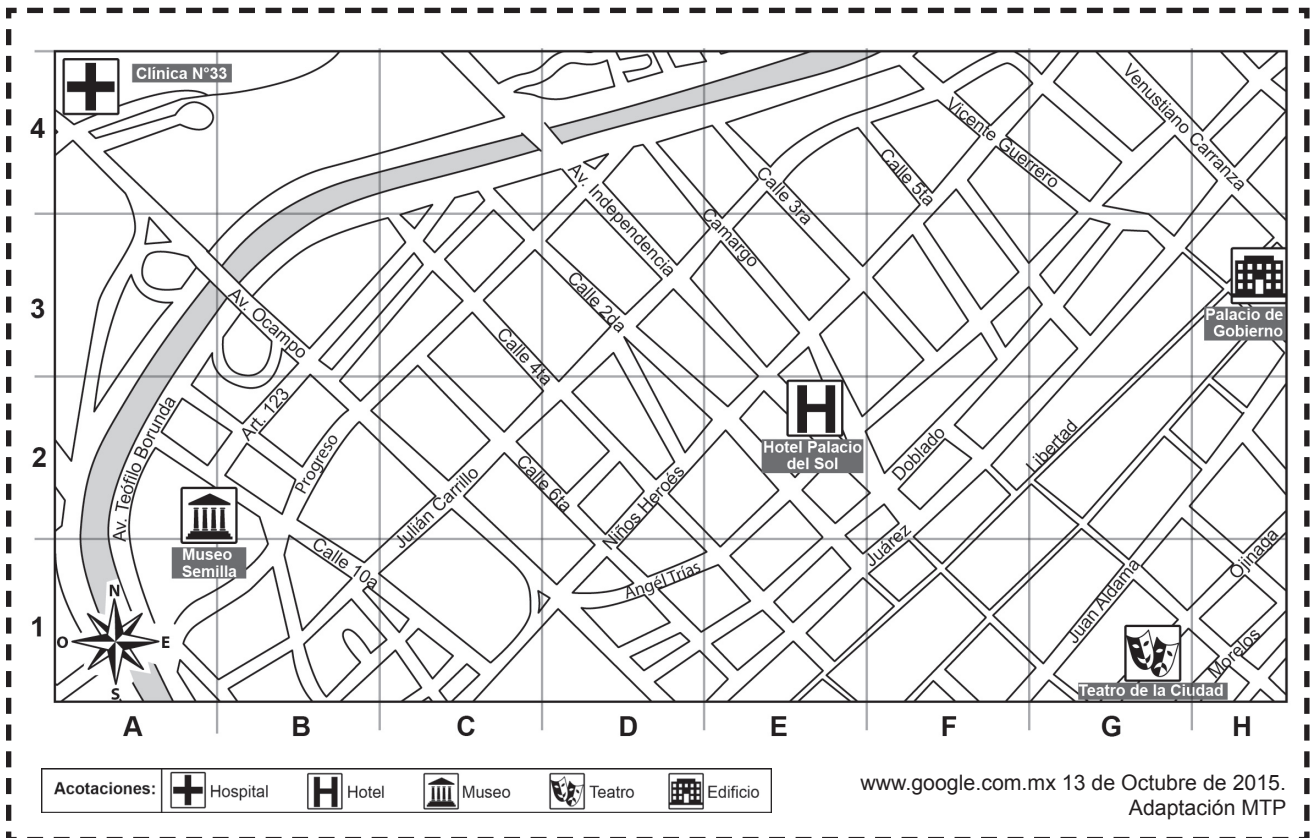 Clínica N°33
4
Venustiano Carranza
Vicente Guerrero
Calle 5ta
Calle 3ra
Av. Independencia
Camargo
3
Av. Ocampo
Calle 2da
Calle 4ta
Palacio de
Gobierno
2
Av. Teófilo Borunda
Art. 123
Progreso
Julián Carrillo
Calle 6ta
Niños Heroés
Hotel Palacio
del Sol
Doblado
Libertad
Museo
Semilla
Calle 10a
Angél Trías
Juárez
Juan Aldama
Ojinaga
Morelos
Teatro de la Ciudad
1
N
O
E
S
A B C D E F G H
Acotaciones: Hospital H Hotel Museo Teatro Edificio
www.google.com.mx 13 de Octubre de 2015.
Adaptación MTP